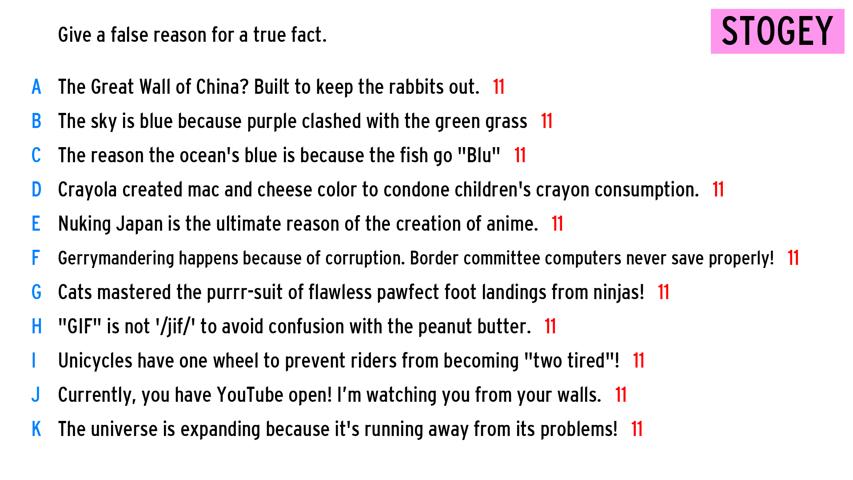 Give a false reason for a true fact.
STOGEY
A The Great Wall of China? Built to keep the rabbits out. 11
B The sky is blue because purple clashed with the green grass 11
C The reason the ocean's blue is because the fish go "Blu" 11
D Crayola created mac and cheese color to condone children's crayon consumption. 11
E Nuking Japan is the ultimate reason of the creation of anime. 11
F Gerrymandering happens because of corruption. Border committee computers never save properly! 11
G Cats mastered the purrr-suit of flawless pawfect foot landings from ninjas! 11
H "GIF" is not '/jif/' to avoid confusion with the peanut butter. 11
I Unicycles have one wheel to prevent riders from becoming "two tired"! 11
J Currently, you have YouTube open! I'm watching you from your walls. 11
K The universe is expanding because it's running away from its problems! 11